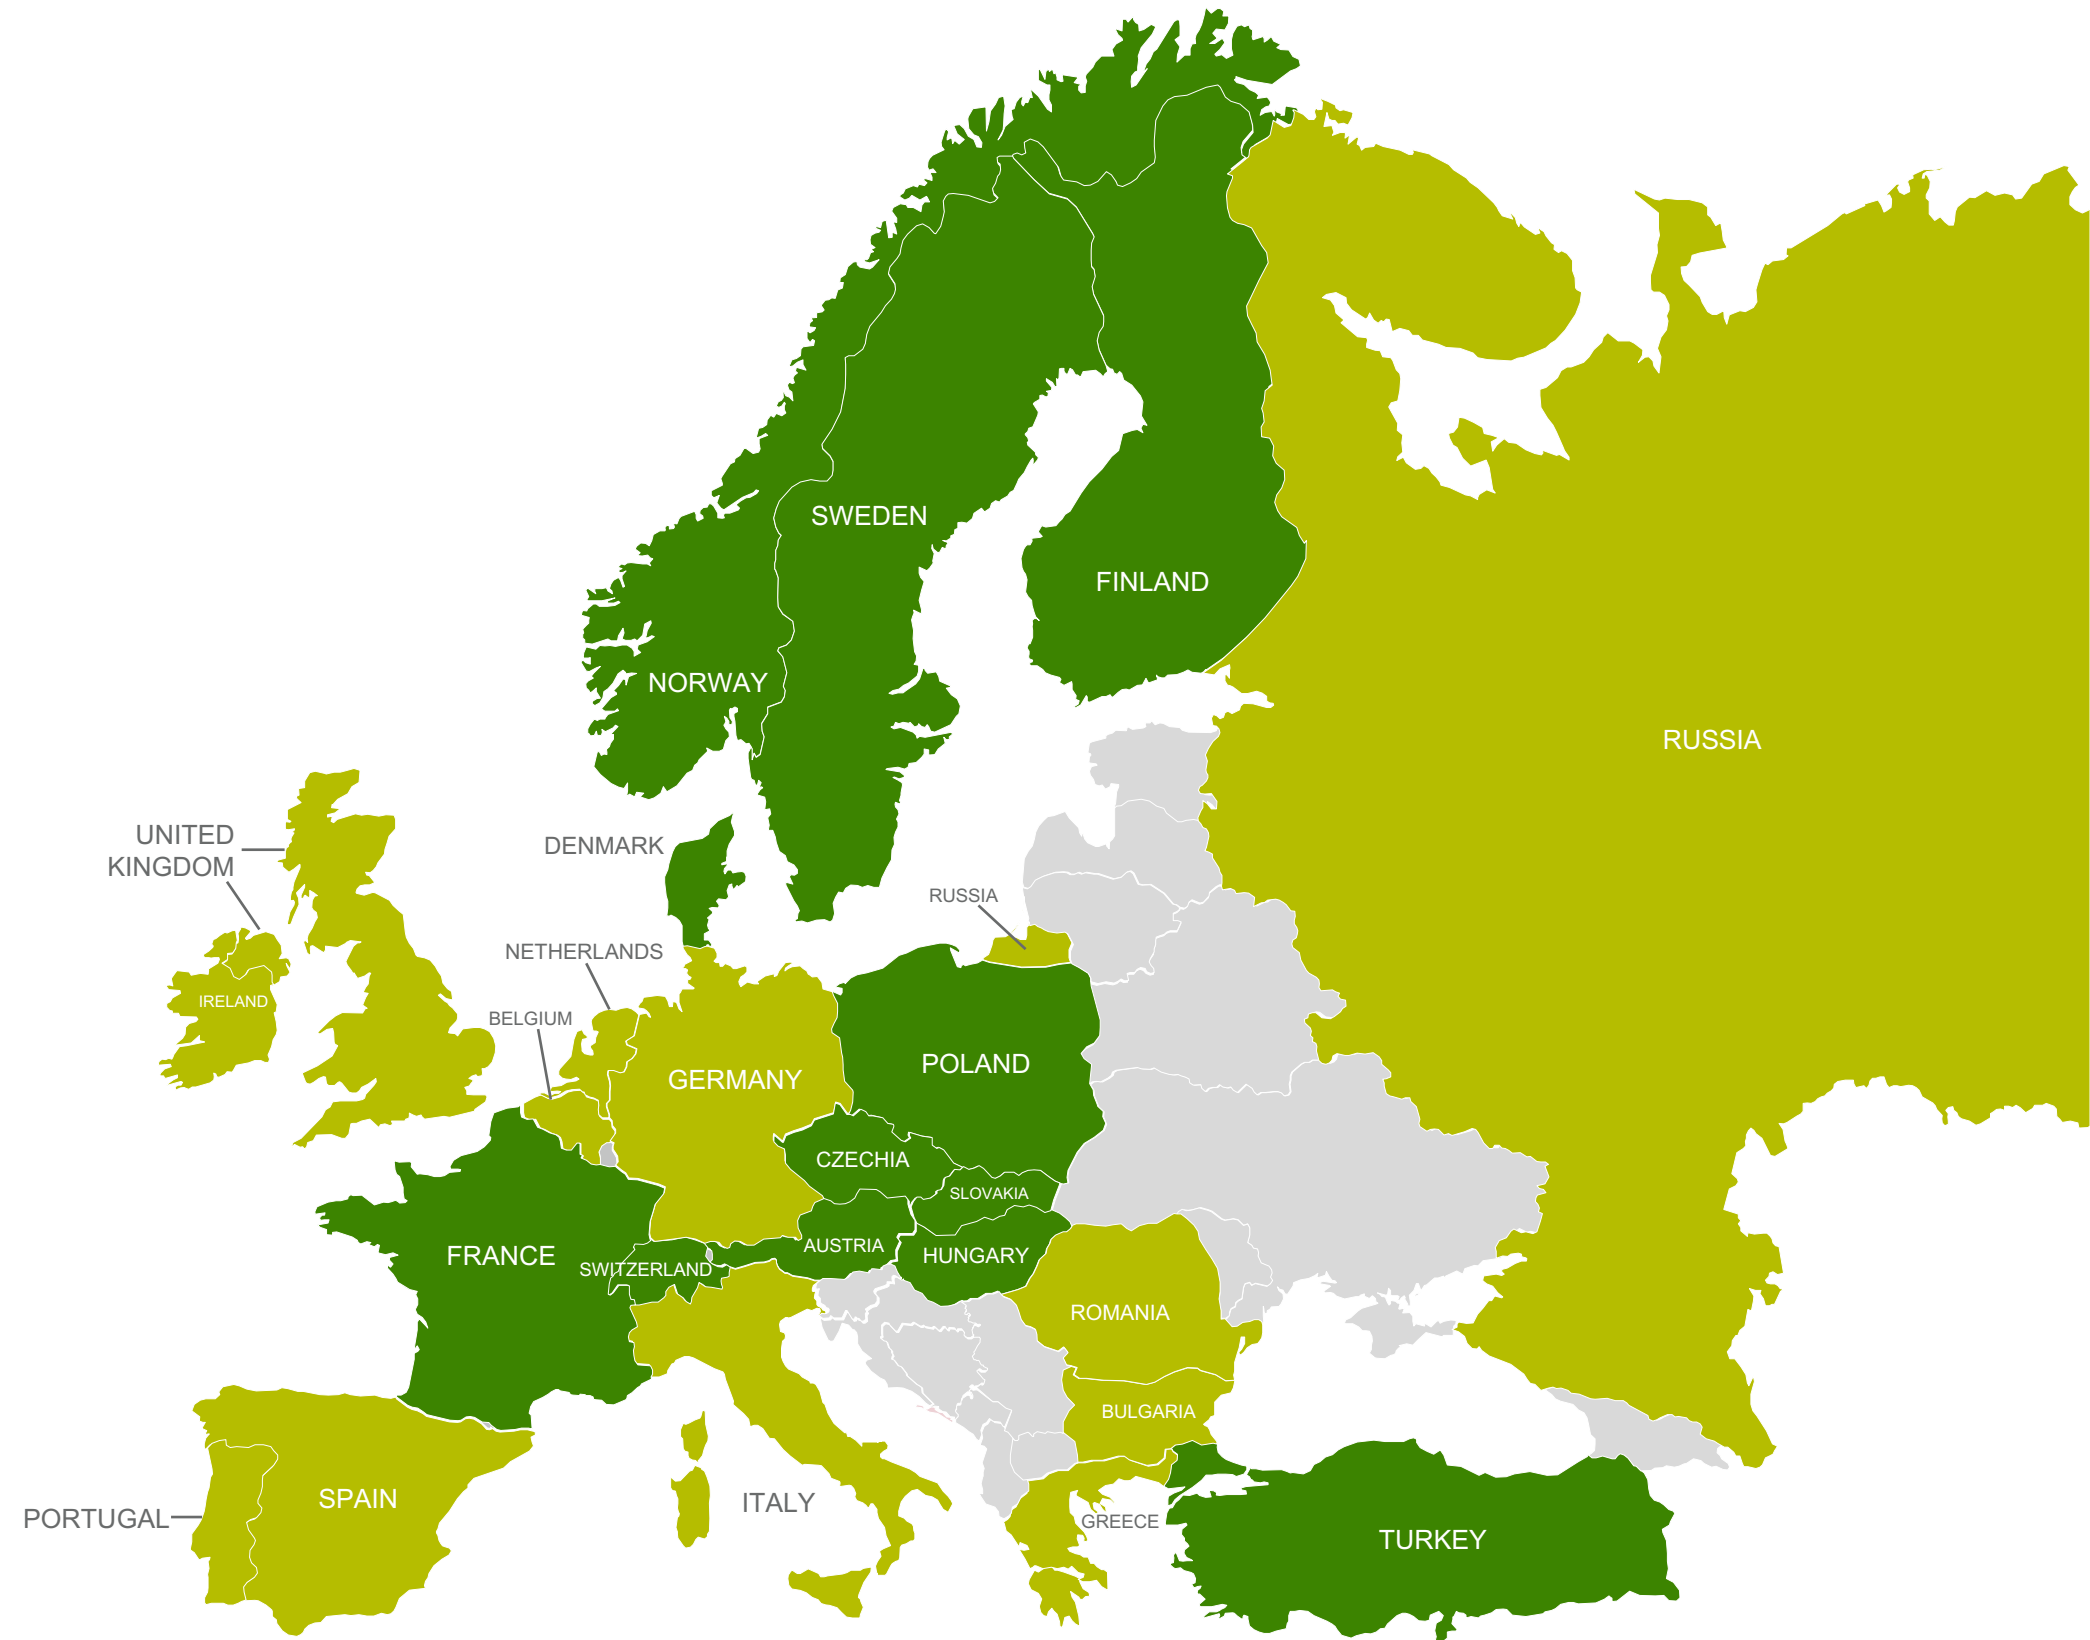 SWEDEN
FINLAND
NORWAY
RUSSIA
UNITED
KINGDOM
DENMARK
RUSSIA
NETHERLANDS
IRELAND
BELGIUM
POLAND
GERMANY
CZECHIA
SLOVAKIA
AUSTRIA
FRANCE
HUNGARY
SWITZERLAND
ROMANIA
BULGARIA
SPAIN
ITALY
PORTUGAL
GREECE
TURKEY